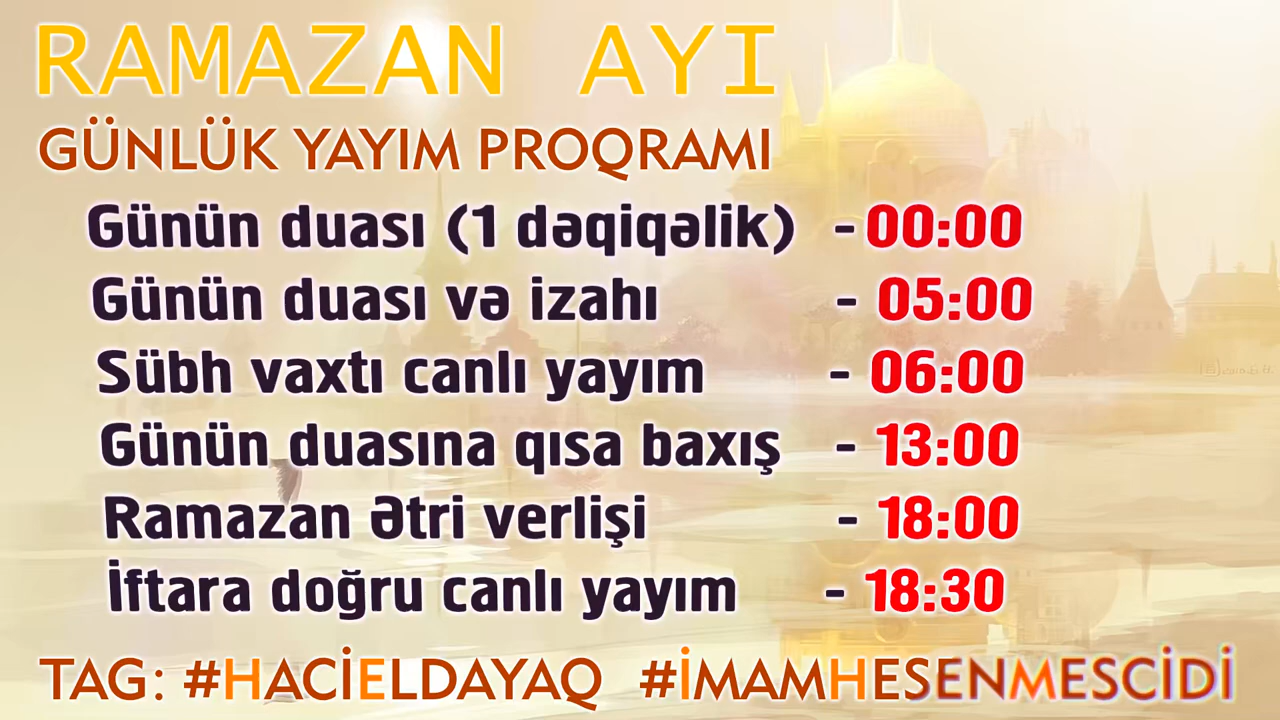 RAMAZAN AYI
GÜNLÜK YAYIM PROQRAMI
Günün duası (1 dəqiqəlik) - 00:00
Günün duası və izahı - 05:00
Sübh vaxtı canlı yayım - 06:00
Günün duasına qısa baxış - 13:00
Ramazan Ətri verlişi - 18:00
İftara doğru canlı yayım - 18:30
TAG: #HACİELDAYAQ #İMAMHESENMESCİDİ